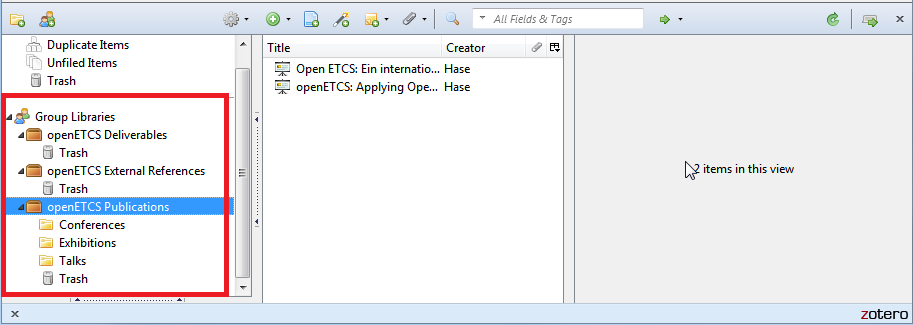 All Fields & Tags
Duplicate Items
Unfiled Items
Trash
Group Libraries
openETCS Deliverables
Trash
openETCS External References
Trash
openETCS Publications
Conferences
Exhibitions
Talks
Trash
Title Creator
Open ETCS: Ein internatio... Hase
openETCS: Applying Ope... Hase
2 items in this view
zotero